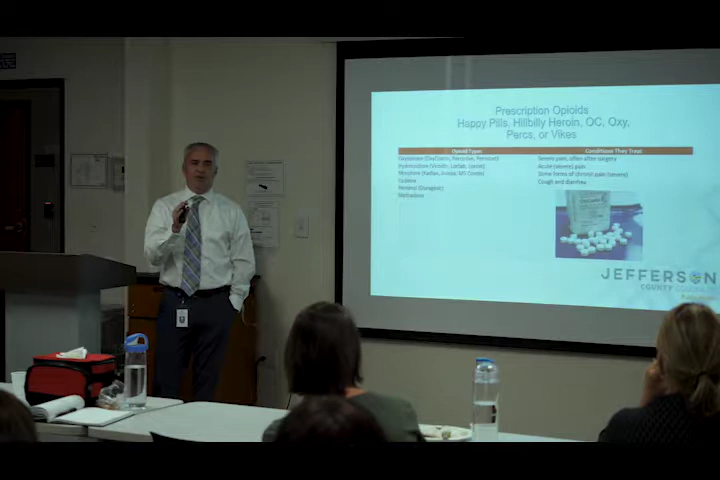 Prescription Opioids
Happy Pills, Hillbilly Heroin, OC, Oxy,
Percs, or Vikes
Opioid Types
Conditions They Treat
Oxycodone (OxyContin, Percodan, Percocet)
Severe pain, often after surgery
Hydrocodone (Vicodin, Lortab, Lorcet)
Acute (severe) pain
Morphine (Kadian, Avinza, MS Contin)
Some forms of chronic pain (severe)
Codeine
Cough and diarrhea
Fentanyl (Duragesic)
Methadone
JEFFERSON
COUNTY COLORADO